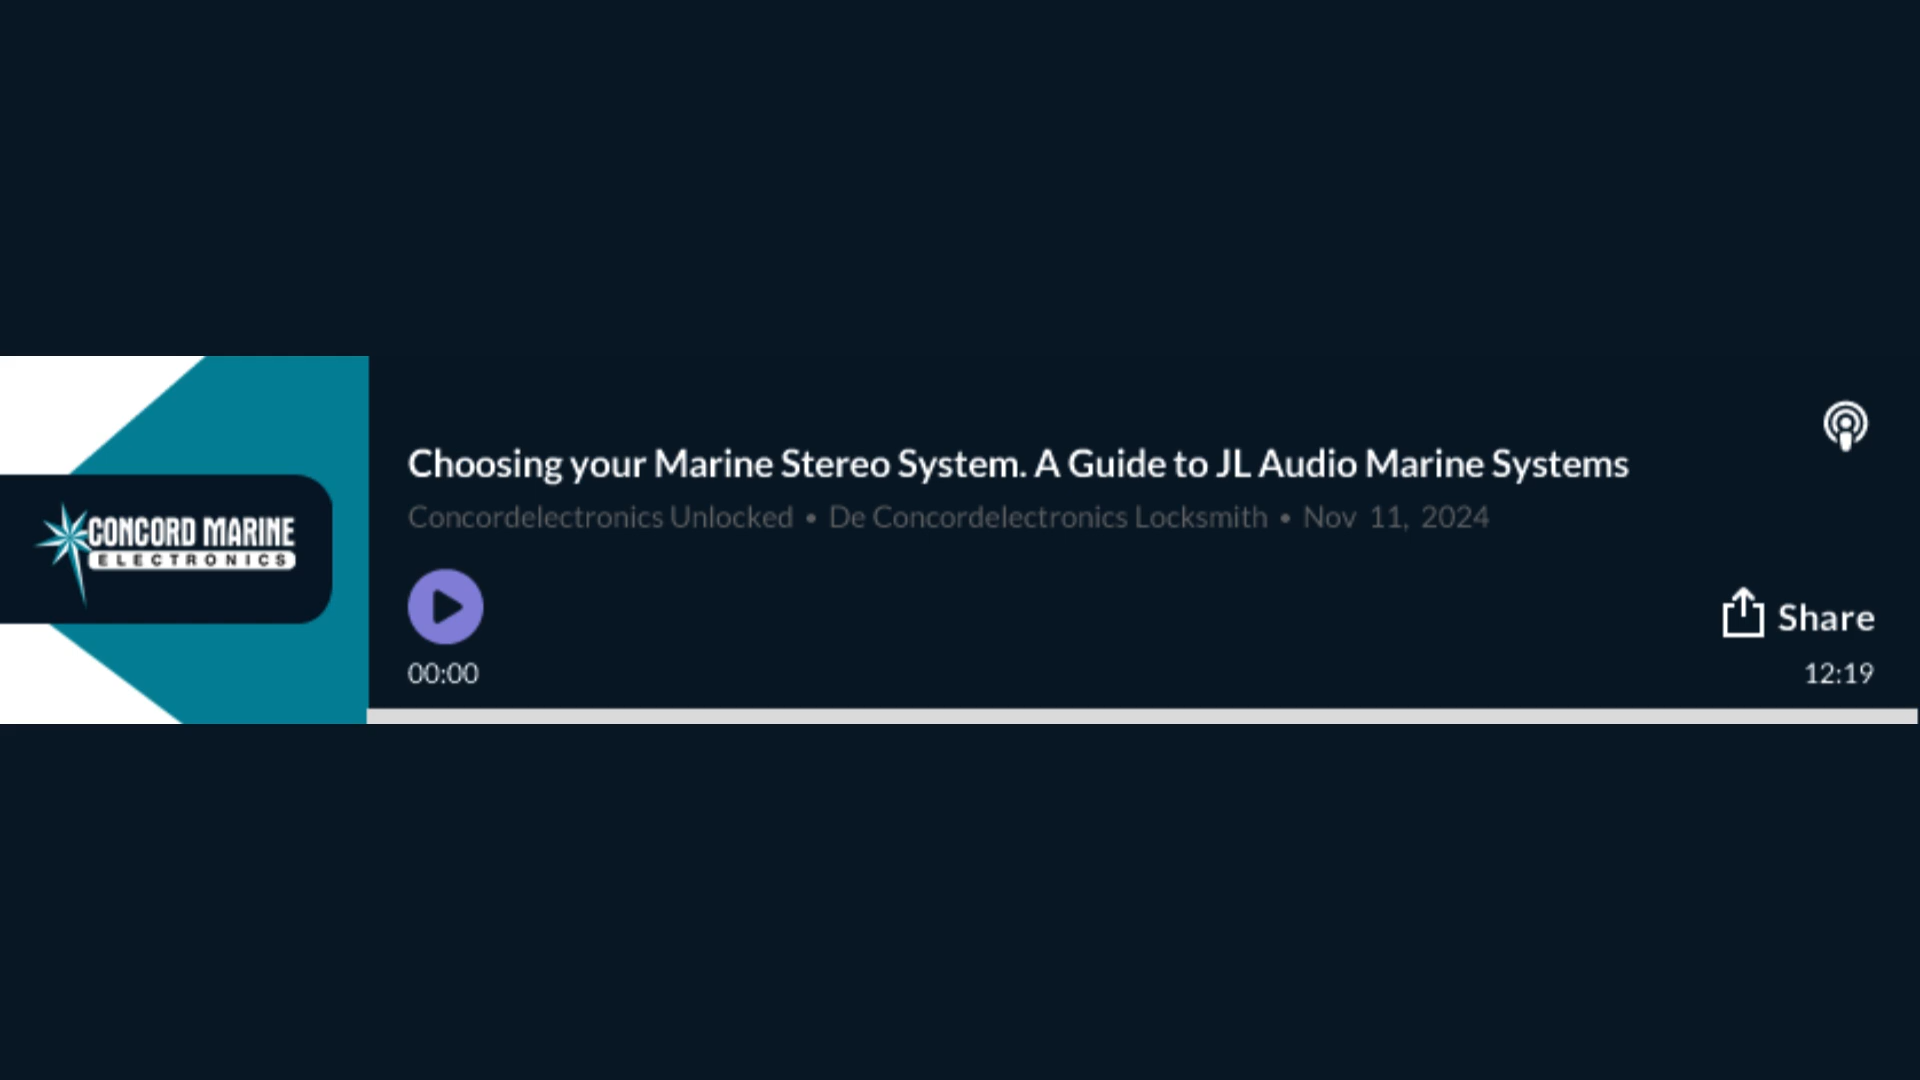 Choosing your Marine Stereo System. A Guide to JL Audio Marine Systems
Concordelectronics Unlocked • De Concordelectronics Locksmith • Nov 11, 2024
CONCORD MARINE
ELECTRONICS
Share
00:00
12:19